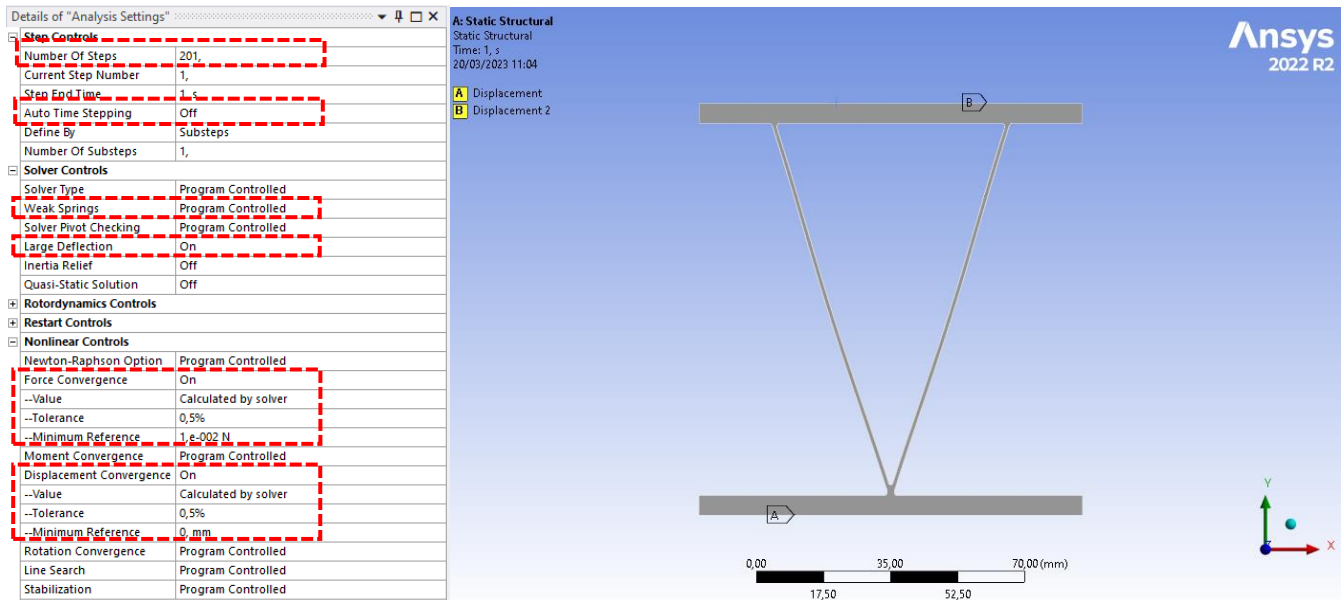 Details of "Analysis Settings"
Step Controls
Number Of Steps 201,
Current Step Number 1,
Step End Time 1, s
Auto Time Stepping Off
Define By Substeps
Number Of Substeps 1,
Solver Controls
Solver Type Program Controlled
Weak Springs Program Controlled
Solver Pivot Checking Program Controlled
Large Deflection On
Inertia Relief Off
Quasi-Static Solution Off
Rotordynamics Controls
Restart Controls
Nonlinear Controls
Newton-Raphson Option Program Controlled
Force Convergence On
--Value Calculated by solver
--Tolerance 0,5%
--Minimum Reference 1,e-002 N
Moment Convergence Program Controlled
Displacement Convergence On
--Value Calculated by solver
--Tolerance 0,5%
--Minimum Reference 0, mm
Rotation Convergence Program Controlled
Line Search Program Controlled
Stabilization Program Controlled
A: Static Structural
Static Structural
Time: 1, s
20/03/2023 11:04
A Displacement
B Displacement 2
Ansys
2022 R2
B
A
0,00 35,00 70,00 (mm)
17,50 52,50
Y
Z X